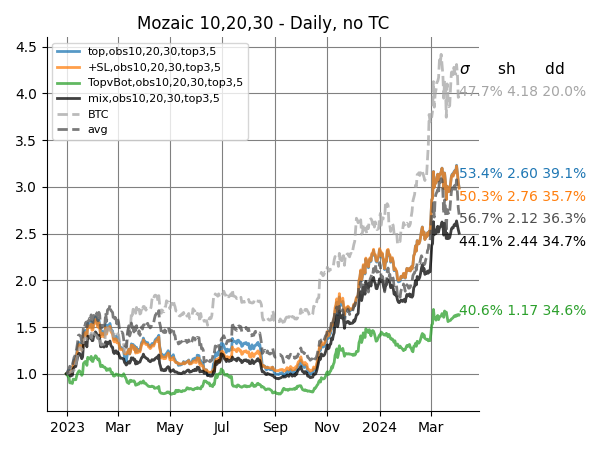 Mozaic 10,20,30 - Daily, no TC
top,obs10,20,30,top3,5
+SL,obs10,20,30,top3,5
TopvBot,obs10,20,30,top3,5
mix,obs10,20,30,top3,5
BTC
avg
σ sh dd
47.7% 4.18 20.0%
53.4% 2.60 39.1%
50.3% 2.76 35.7%
56.7% 2.12 36.3%
44.1% 2.44 34.7%
40.6% 1.17 34.6%
4.5
4.0
3.5
3.0
2.5
2.0
1.5
1.0
2023 Mar May Jul Sep Nov 2024 Mar